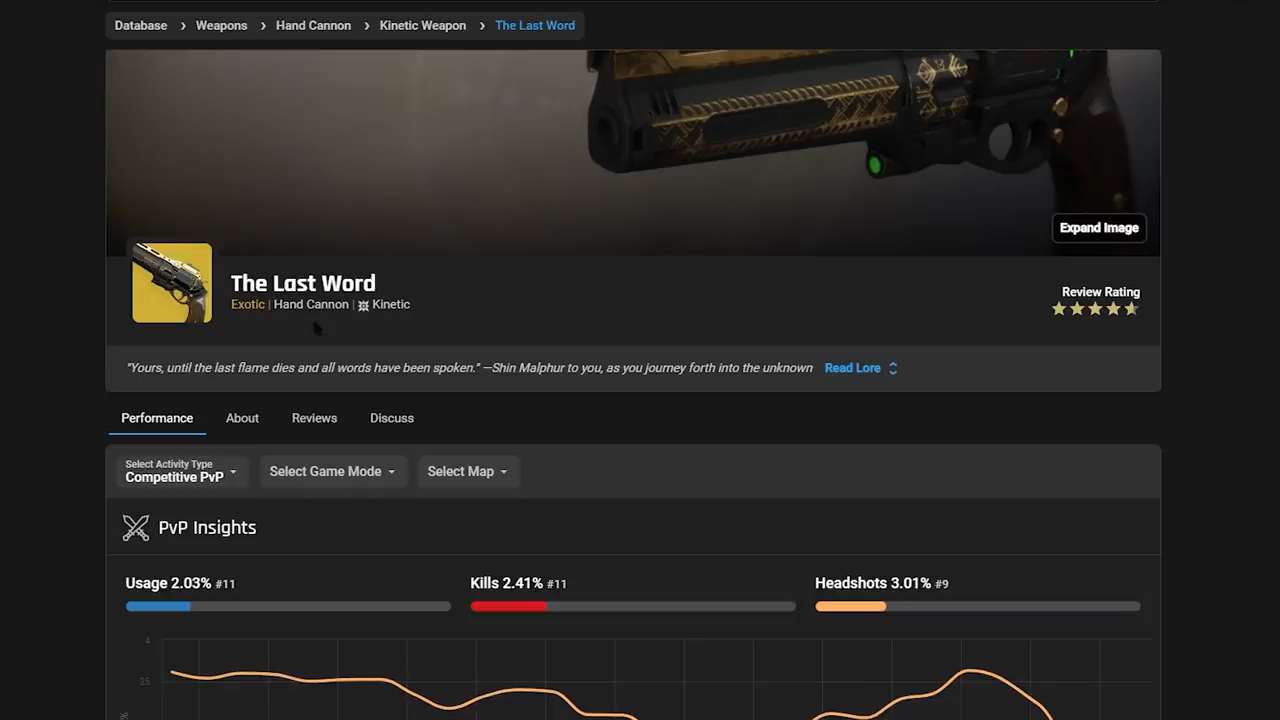 Database > Weapons > Hand Cannon > Kinetic Weapon > The Last Word
Expand Image
The Last Word
Exotic | Hand Cannon | Kinetic
Review Rating
"Yours, until the last flame dies and all words have been spoken." —Shin Malphur to you, as you journey forth into the unknown Read Lore
Performance About Reviews Discuss
Select Activity Type
Competitive PvP Select Game Mode Select Map
PvP Insights
Usage 2.03% #11 Kills 2.41% #11 Headshots 3.01% #9
4
3.5
%